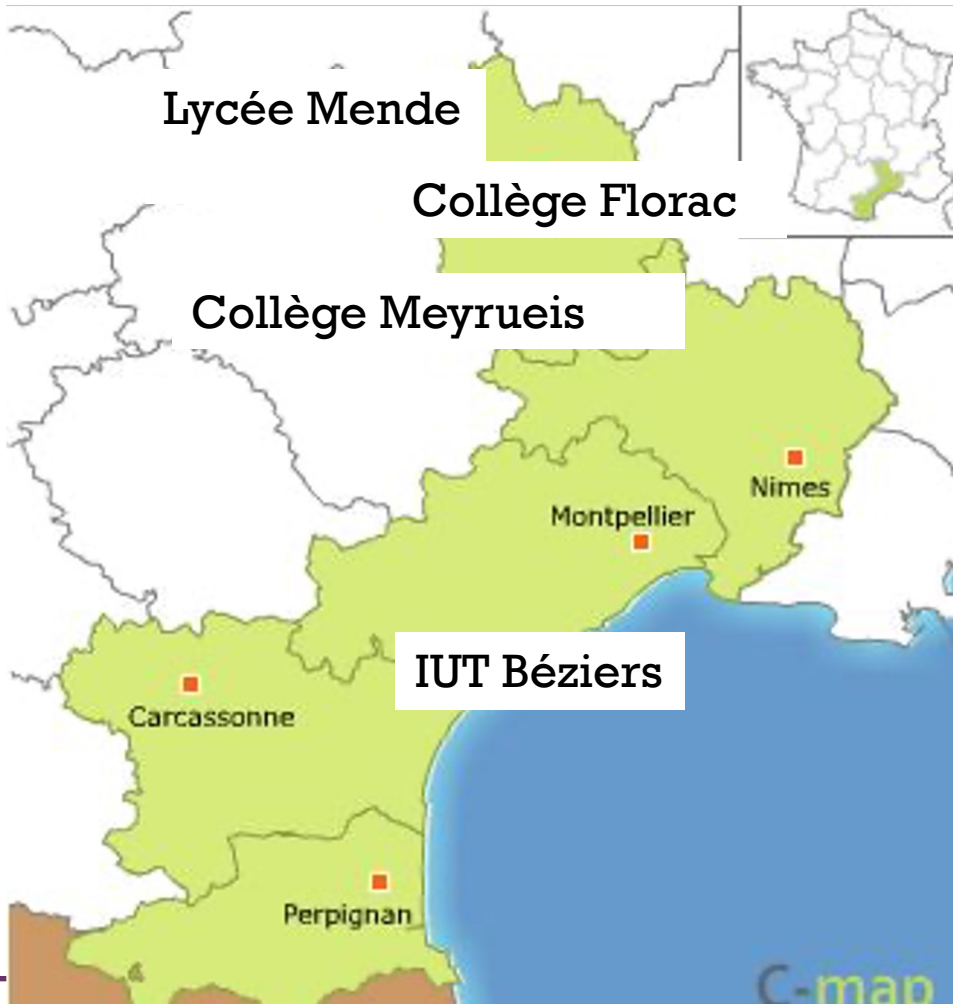 Lycée Mende
Collège Florac
Collège Meyrueis
Nimes
Montpellier
IUT Béziers
Carcassonne
Perpignan
C-map